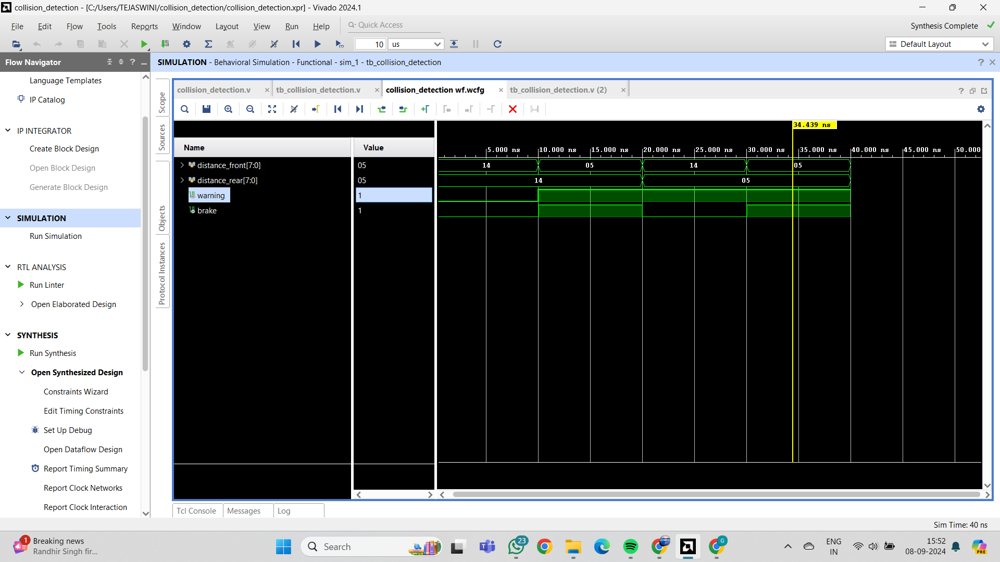 collision_detection - [C:/Users/TEJASWINI/collision_detection/collision_detection.xpr] - Vivado 2024.1
File Edit Flow Tools Reports Window Layout View Run Help Quick Access
Synthesis Complete
10 us
Default Layout
Flow Navigator
SIMULATION - Behavioral Simulation - Functional - sim_1 - tb_collision_detection
Language Templates
IP Catalog
IP INTEGRATOR
Create Block Design
Open Block Design
Generate Block Design
SIMULATION
Run Simulation
RTL ANALYSIS
Run Linter
Open Elaborated Design
SYNTHESIS
Run Synthesis
Open Synthesized Design
Constraints Wizard
Edit Timing Constraints
Set Up Debug
Open Dataflow Design
Report Timing Summary
Report Clock Networks
Report Clock Interaction
Scope
Sources
Objects
Protocol Instances
collision_detection.v tb_collision_detection.v collision_detection wf.wcfg tb_collision_detection.v (2)
34.439 ns
Name Value
5.000 ns 10.000 ns 15.000 ns 20.000 ns 25.000 ns 30.000 ns 35.000 ns 40.000 ns 45.000 ns 50.000
distance_front[7:0] 05 14 05 14 05
distance_rear[7:0] 05 14 05
warning 1
brake 1
Tcl Console Messages Log
Sim Time: 40 ns
1
Breaking news
Randhir Singh fir...
Search
23
G
ENG
IN
15:52
08-09-2024
PRE